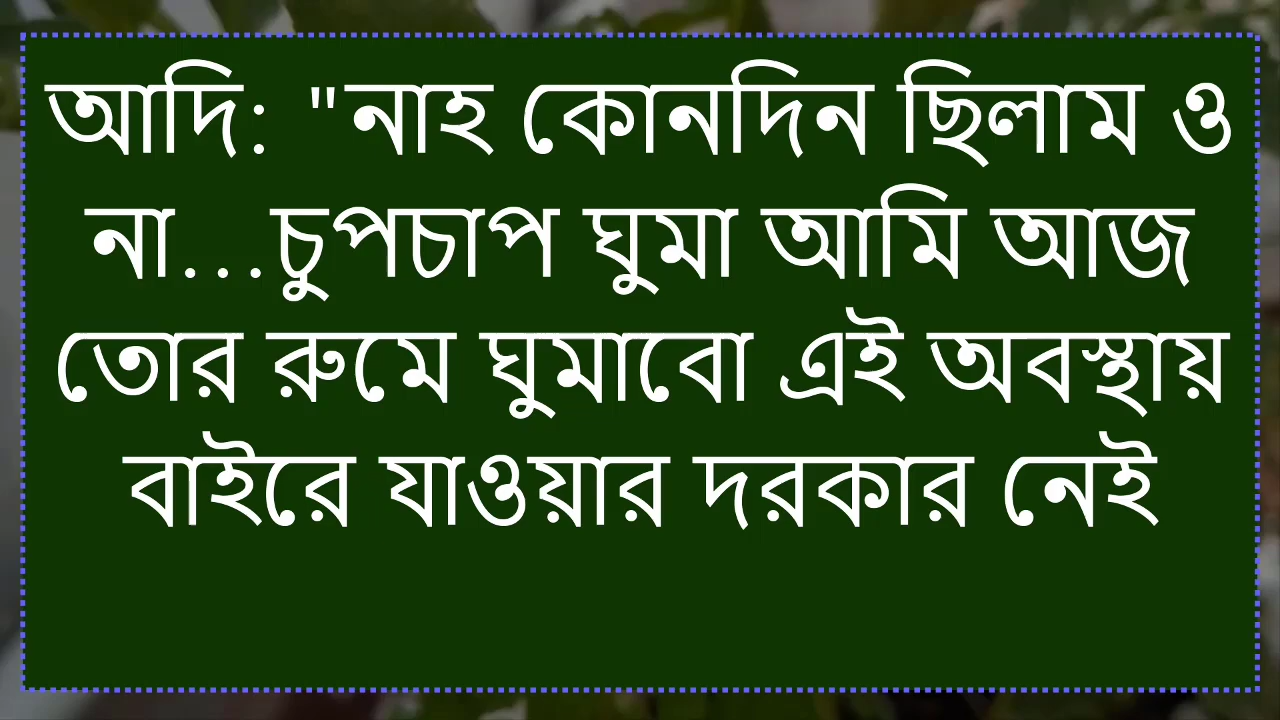 আদি: "নাহ কোনদিন ছিলাম ও
না...চুপচাপ ঘুমা আমি আজ
তোর রুমে ঘুমাবো এই অবস্থায়
বাইরে যাওয়ার দরকার নেই